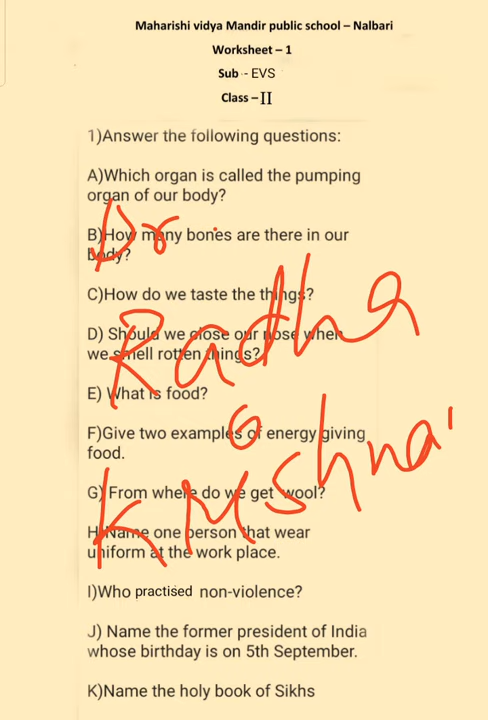 Maharishi vidya Mandir public school – Nalbari
Worksheet – 1
Sub - EVS
Class – II
1)Answer the following questions:
A)Which organ is called the pumping
organ of our body?
B)How many bones are there in our
body?
C)How do we taste the things?
D) Should we close our nose when
we smell rotten things?
E) What is food?
F)Give two examples of energy giving
food.
G) From where do we get wool?
H)Name one person that wear
uniform at the work place.
I)Who practised non-violence?
J) Name the former president of India
whose birthday is on 5th September.
K)Name the holy book of Sikhs
Dr
Radha
Krishnan